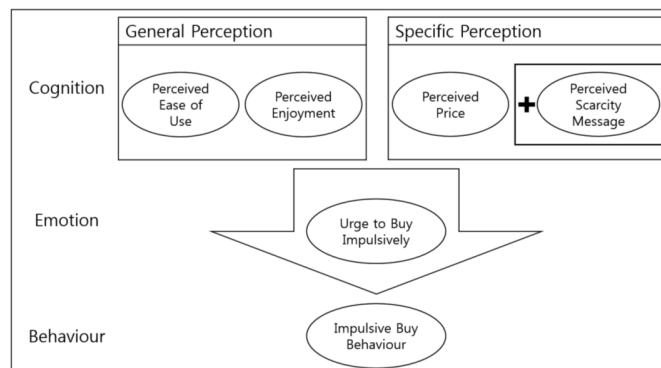 General Perception
Specific Perception
Cognition
Perceived
Ease of
Use
Perceived
Enjoyment
Perceived
Price
+
Perceived
Scarcity
Message
Emotion
Urge to Buy
Impulsively
Behaviour
Impulsive Buy
Behaviour